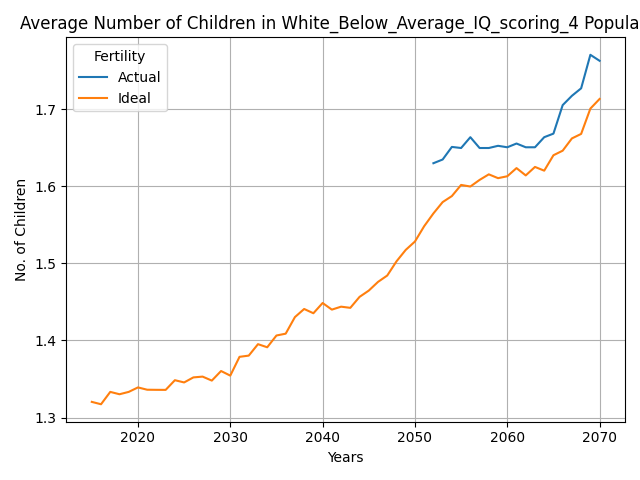 Average Number of Children in White_Below_Average_IQ_scoring_4 Popula
Fertility
Actual
Ideal
No. of Children
1.7
1.6
1.5
1.4
1.3
2020 2030 2040 2050 2060 2070
Years